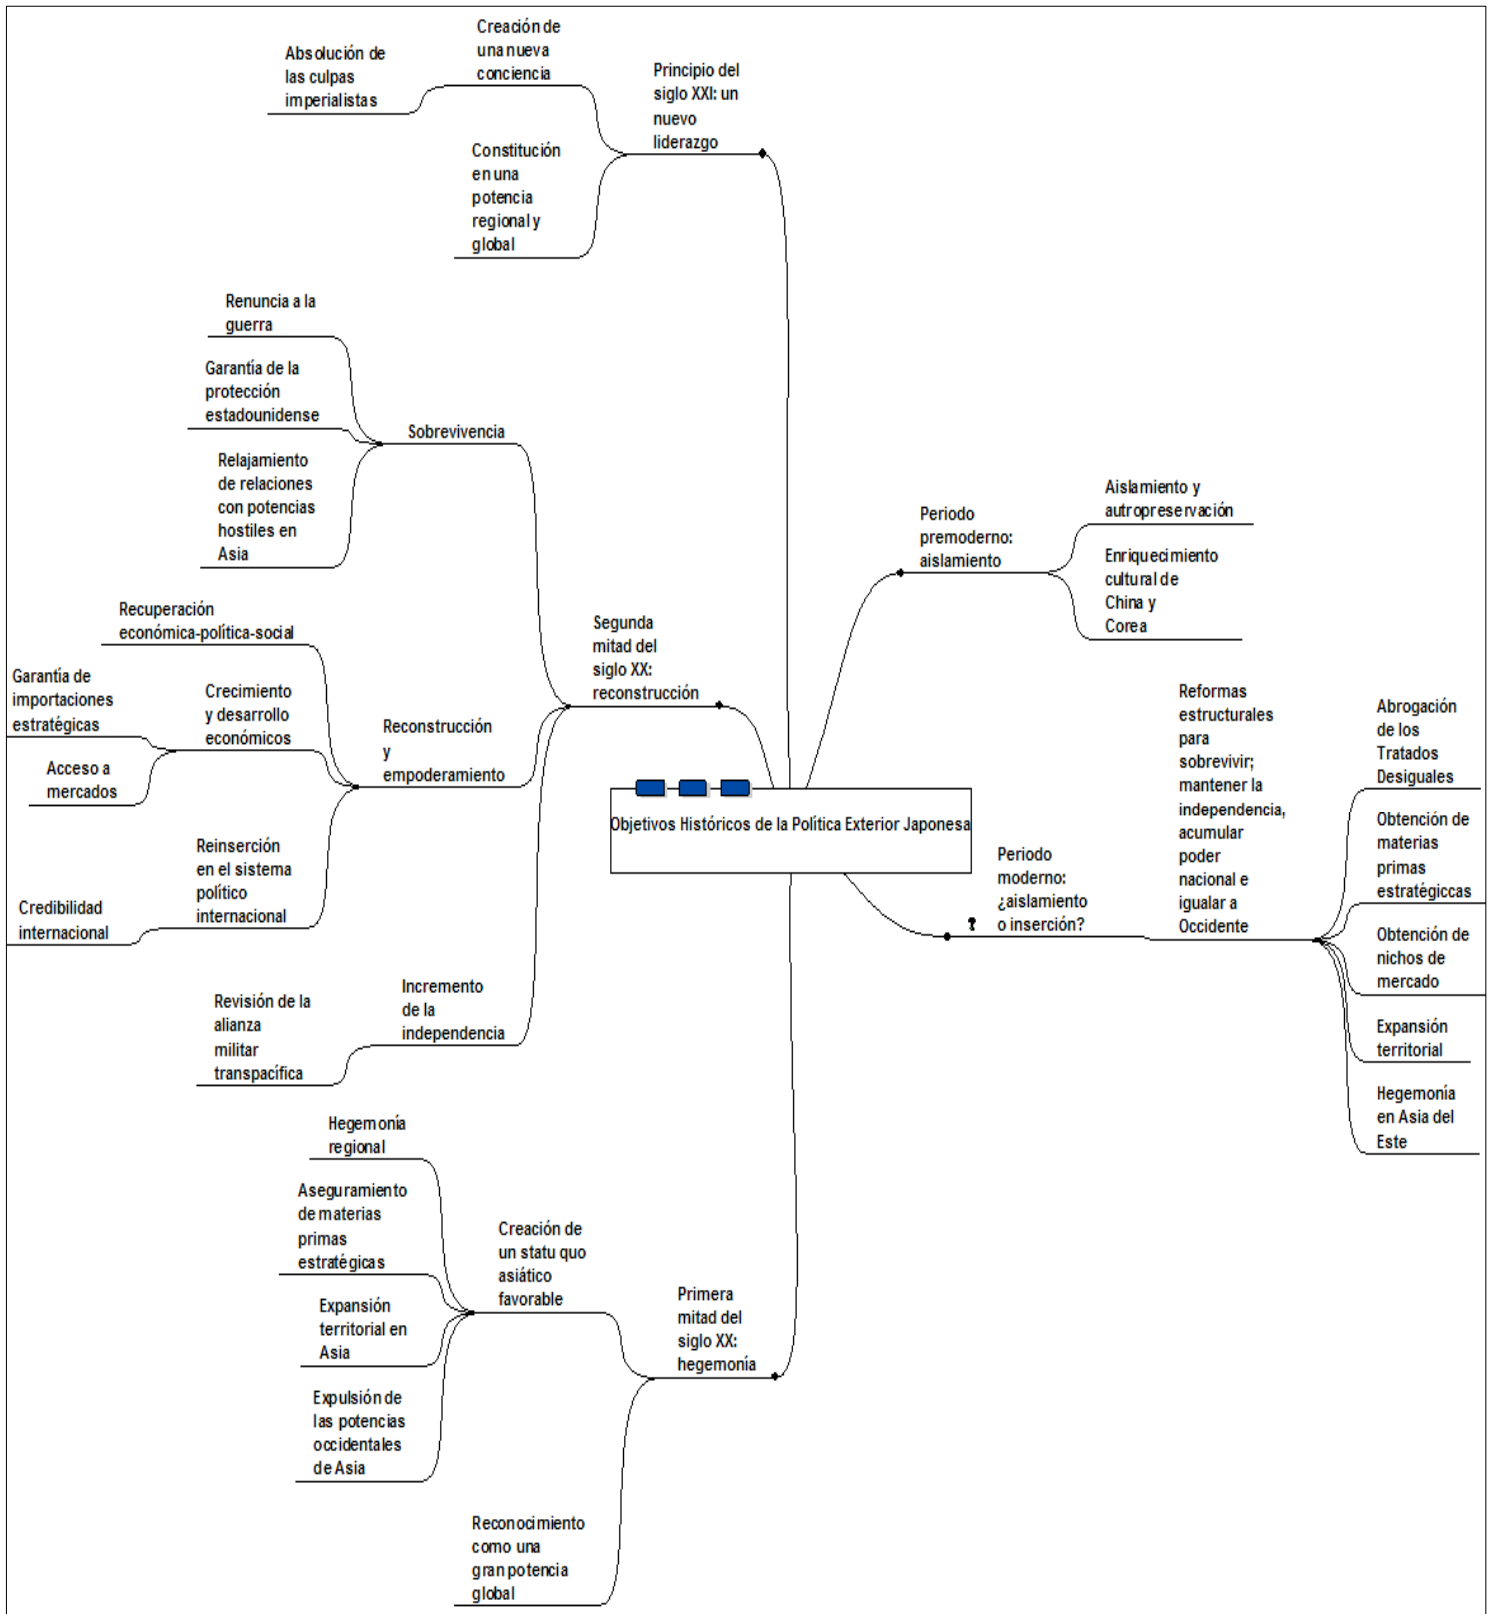 Creación de
una nueva
conciencia
Absolución de
las culpas
imperialistas
Principio del
siglo XXI: un
nuevo
liderazgo
Constitución
en una
potencia
regional y
global
Renuncia a la
guerra
Garantía de la
protección
estadounidense
Sobrevivencia
Relajamiento
de relaciones
con potencias
hostiles en
Asia
Recuperación
económica-política-social
Segunda
mitad del
siglo XX:
reconstrucción
Garantía de
importaciones
estratégicas
Crecimiento
y desarrollo
económicos
Acceso a
mercados
Reconstrucción
y
empoderamiento
Reinserción
en el sistema
político
internacional
Credibilidad
internacional
Incremento
de la
independencia
Revisión de la
alianza
militar
transpacífica
Objetivos Históricos de la Política Exterior Japonesa
Periodo
premoderno:
aislamiento
Aislamiento y
autropreservación
Enriquecimiento
cultural de
China y
Corea
Periodo
moderno:
¿aislamiento
o inserción?
Reformas
estructurales
para
sobrevivir;
mantener la
independencia,
acumular
poder
nacional e
igualar a
Occidente
Abrogación
de los
Tratados
Desiguales
Obtención de
materias
primas
estratégiccas
Obtención de
nichos de
mercado
Expansión
territorial
Hegemonía
en Asia del
Este
Hegemonía
regional
Aseguramiento
de materias
primas
estratégicas
Creación de
un statu quo
asiático
favorable
Expansión
territorial en
Asia
Expulsión de
las potencias
occidentales
de Asia
Primera
mitad del
siglo XX:
hegemonía
Reconocimiento
como una
gran potencia
global